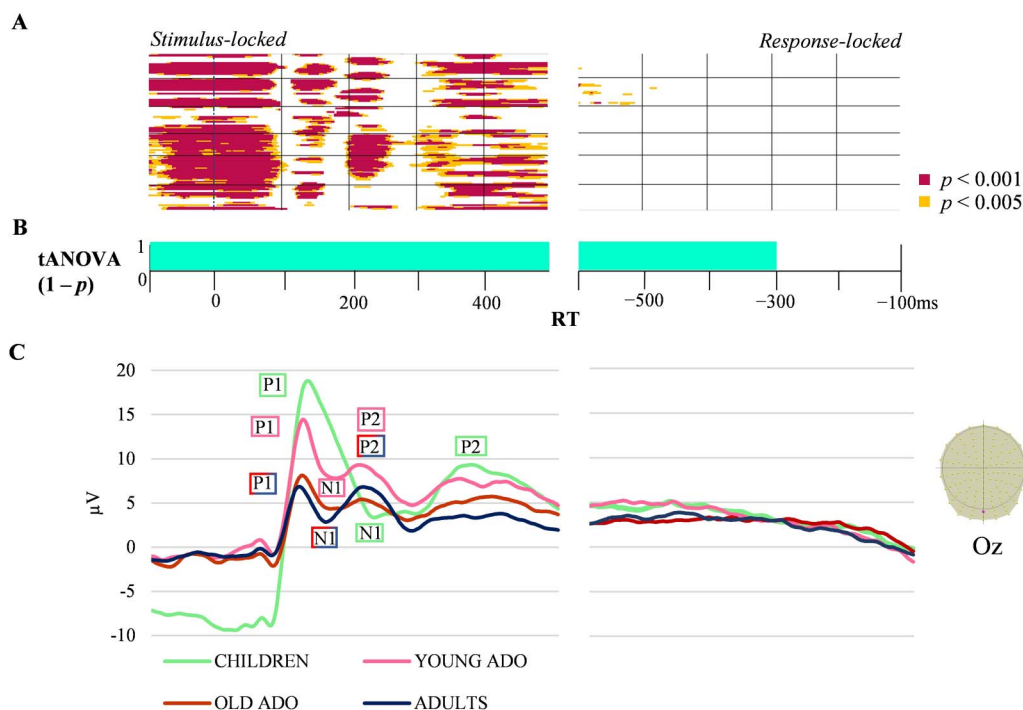 A
Stimulus-locked
Response-locked
p < 0.001
p < 0.005
B
tANOVA
(1 – p)
1
0
0
200
400
−500
−300
−100ms
RT
C
20
15
10
5
0
-5
-10
μV
P1
P1
P1
N1
N1
P2
P2
N1
P2
Oz
CHILDREN
YOUNG ADO
OLD ADO
ADULTS